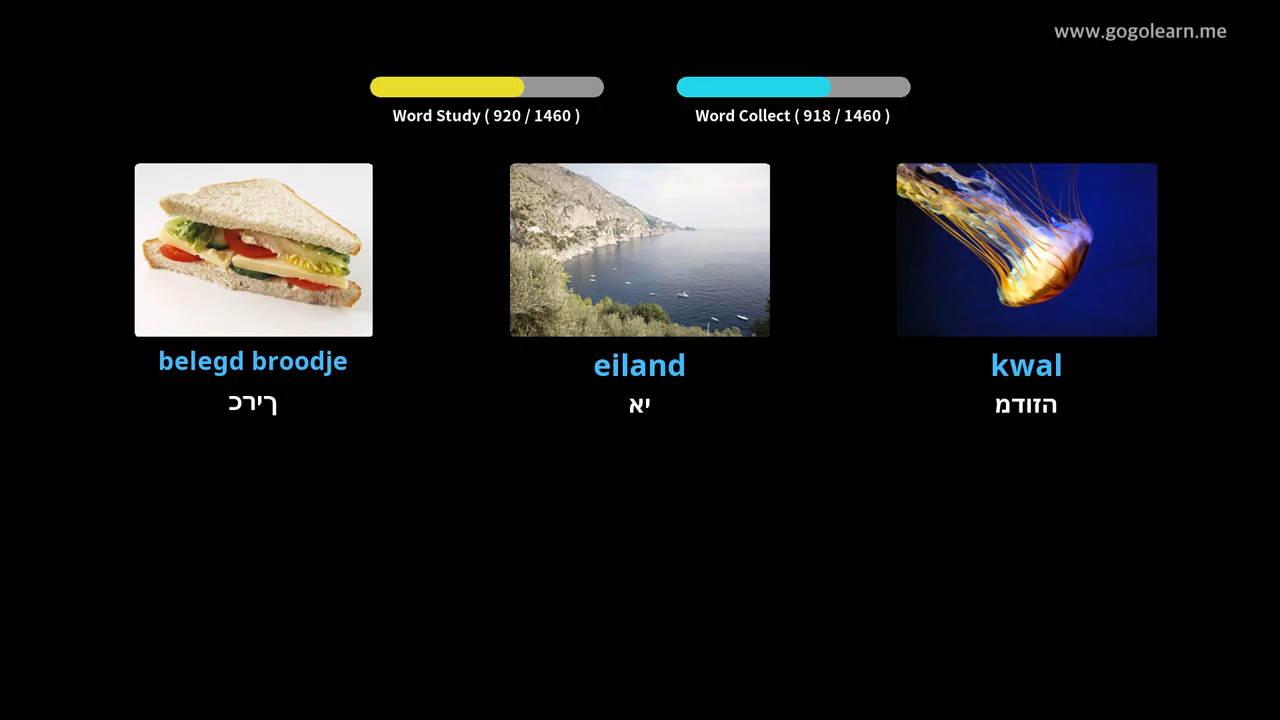 www.gogolearn.me
Word Study ( 920 / 1460 )
Word Collect ( 918 / 1460 )
belegd broodje
ךירכ
eiland
יא
kwal
הזודמ